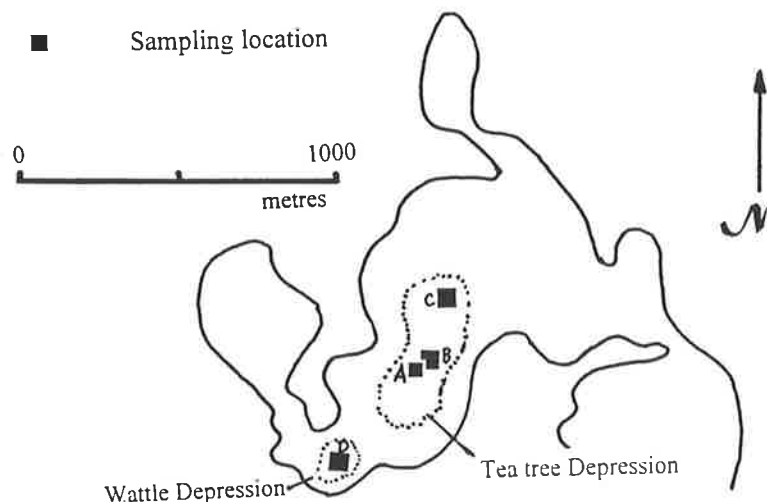 Sampling location
0 1000
metres
N
C
B
A
D
Tea tree Depression
Wattle Depression